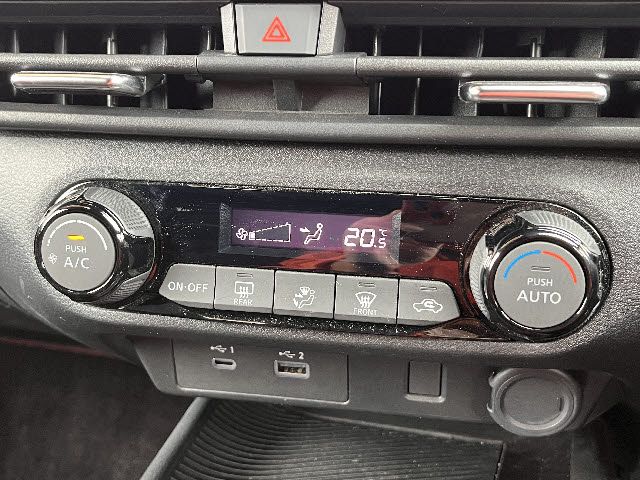 20.5°C
PUSH
A/C
ON·OFF
REAR
FRONT
PUSH
AUTO
1
2